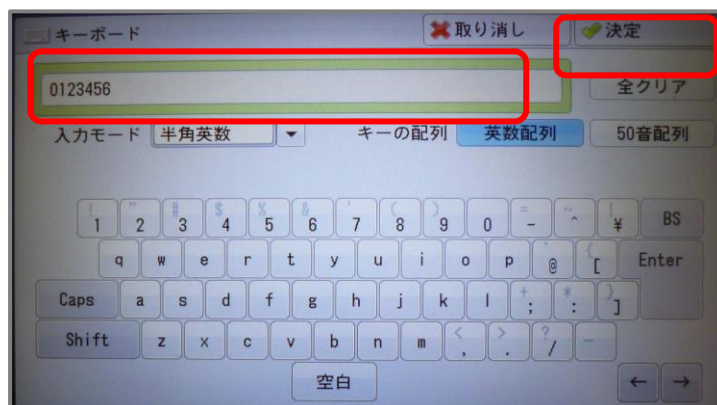 キーボード 取り消し 決定
0123456 全クリア
入力モード 半角英数 キーの配列 英数配列 50音配列
! " # $ % & ' ( ) = ~ |
1 2 3 4 5 6 7 8 9 0 - ^ ¥ BS
` {
q w e r t y u i o p @ [ Enter
+ * }
Caps a s d f g h j k l ; : ]
< > ?
Shift z x c v b n m , . / _
空白 ← →